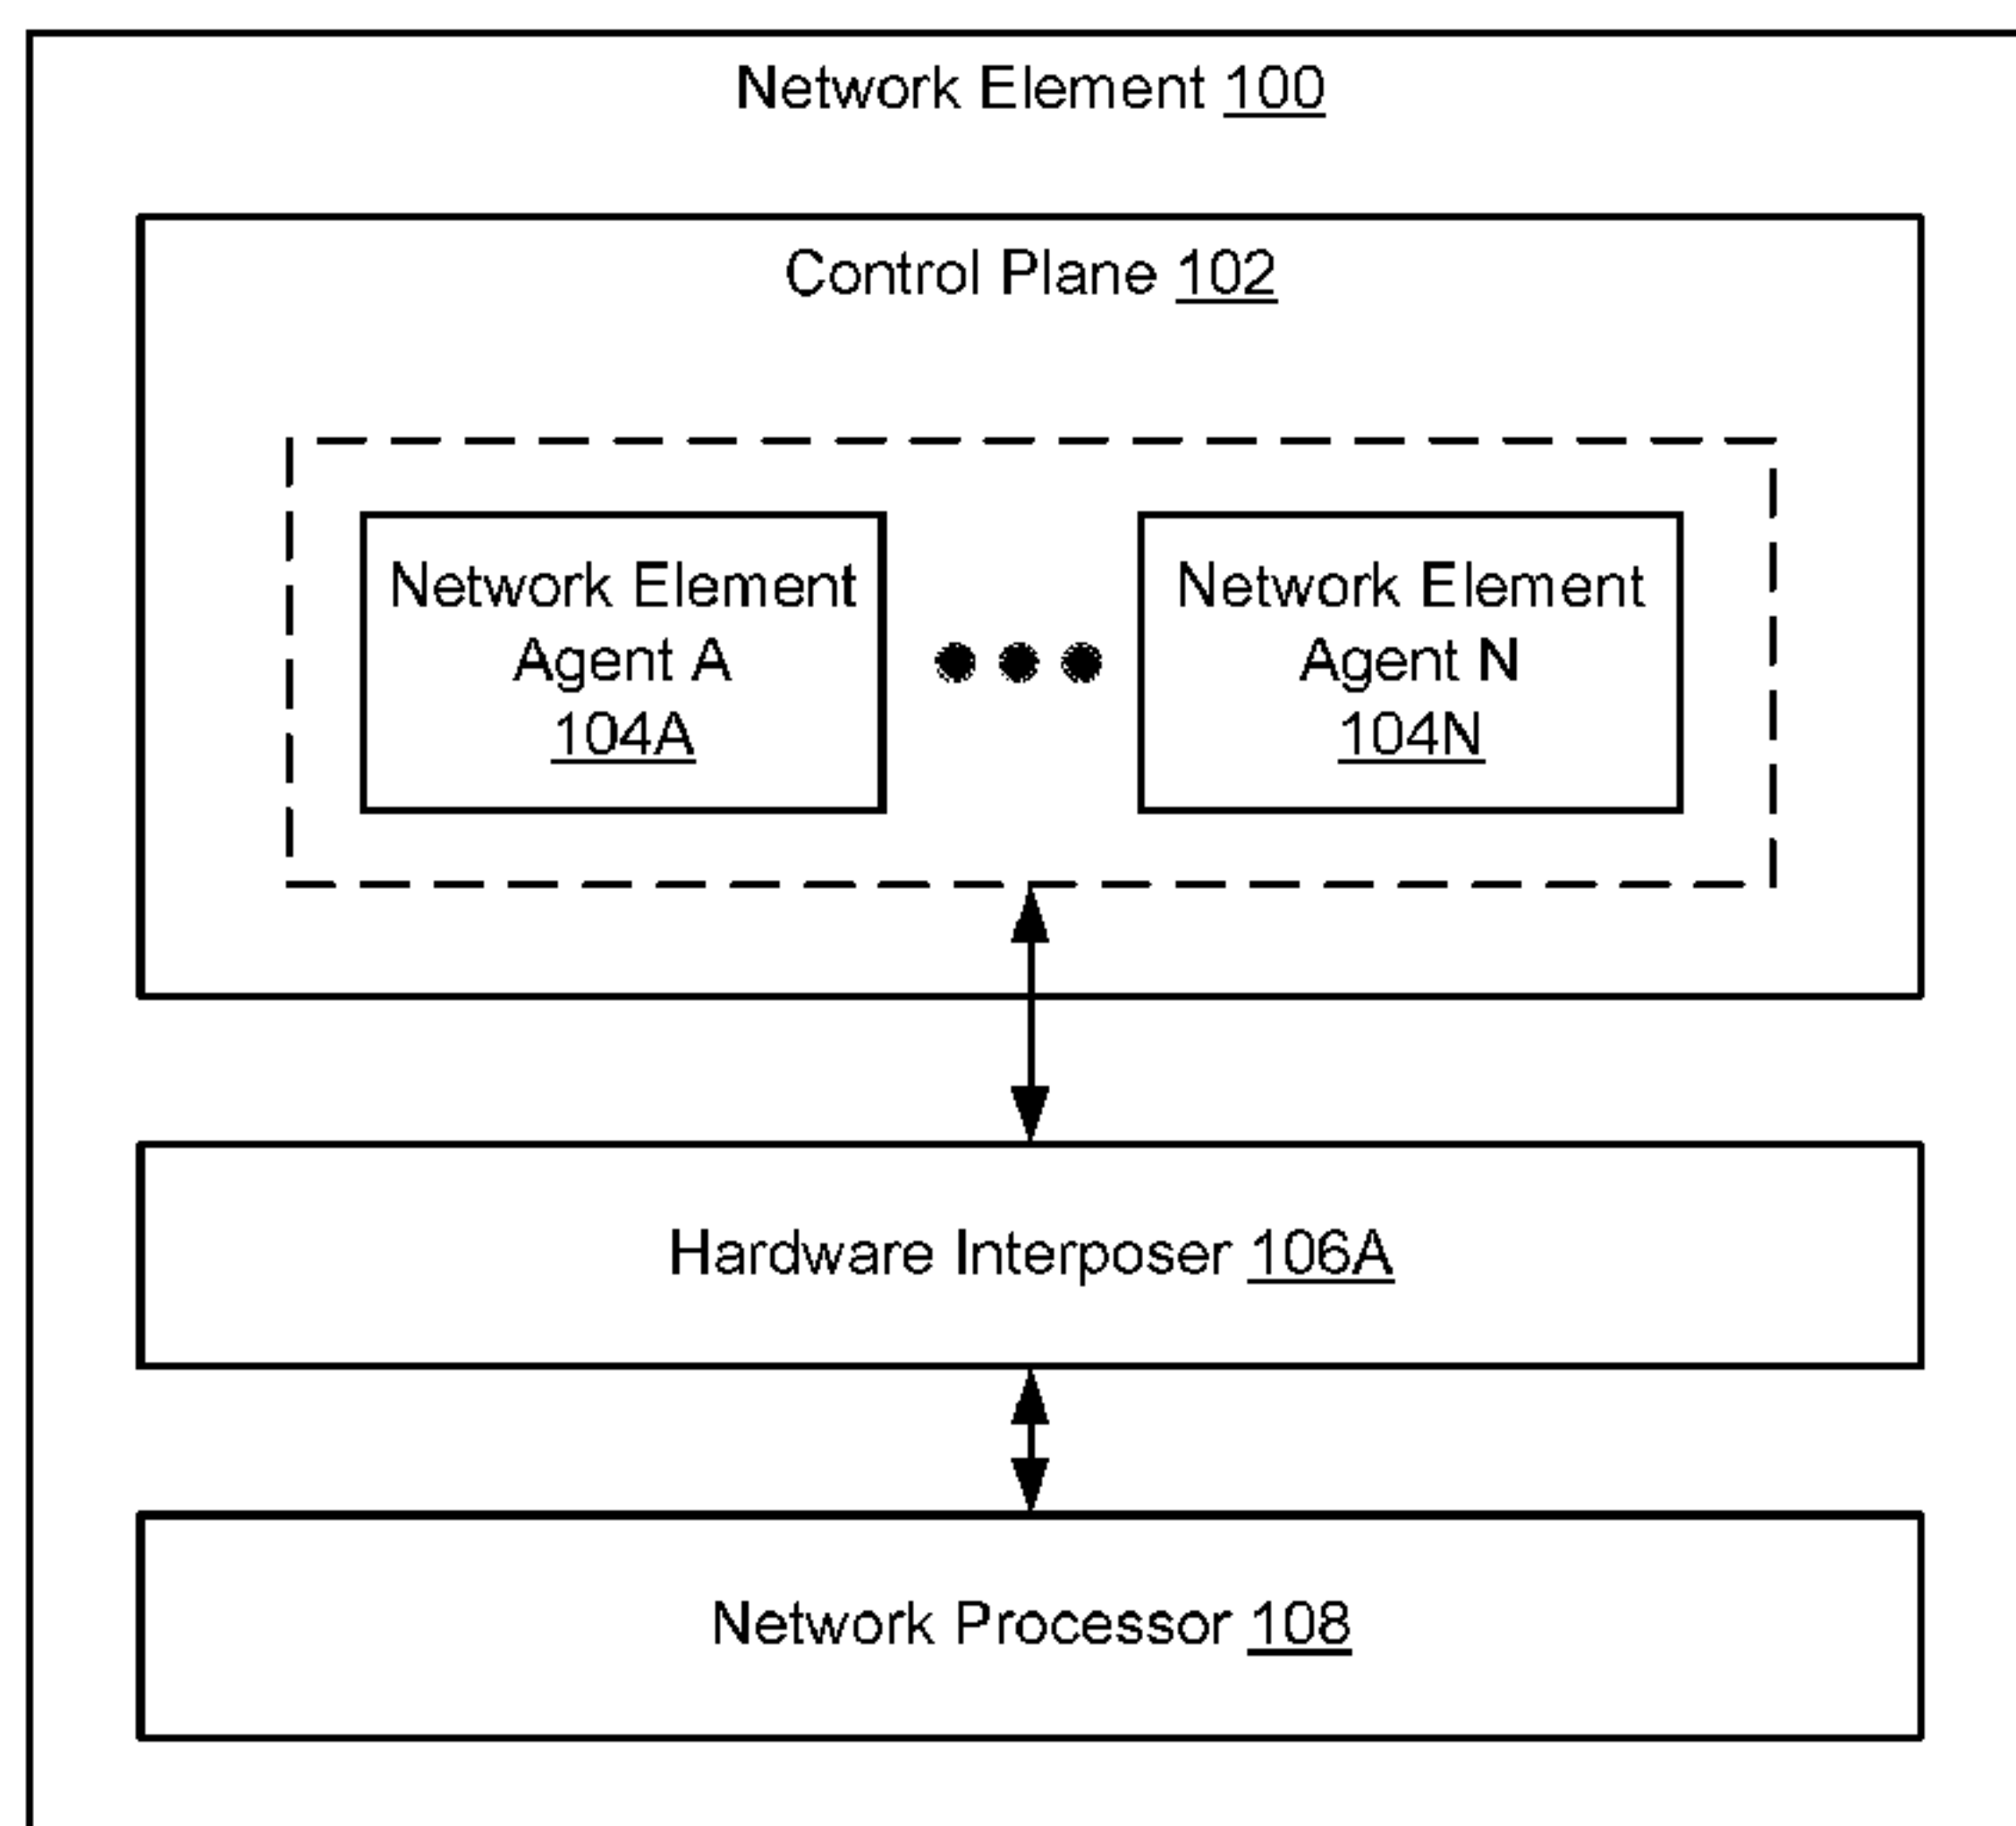 Network Element 100
Control Plane 102
Network Element
Agent A
104A
Network Element
Agent N
104N
Hardware Interposer 106A
Network Processor 108